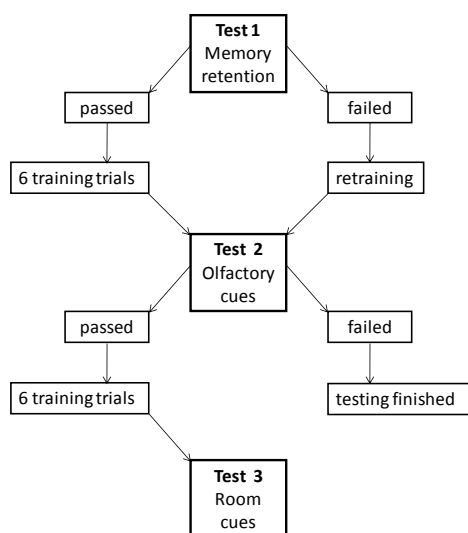 Test 1
Memory
retention
passed
failed
6 training trials
retraining
Test 2
Olfactory
cues
passed
failed
6 training trials
testing finished
Test 3
Room
cues